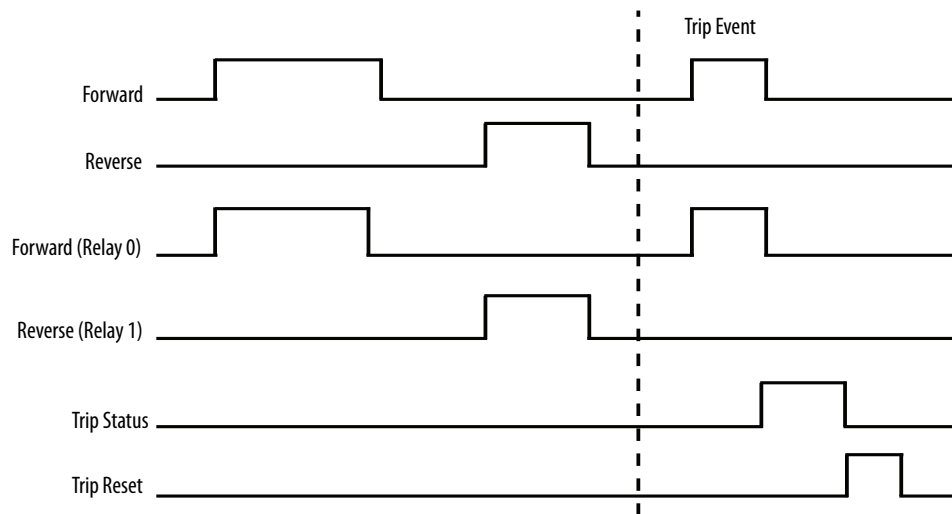 Trip Event
Forward
Reverse
Forward (Relay 0)
Reverse (Relay 1)
Trip Status
Trip Reset